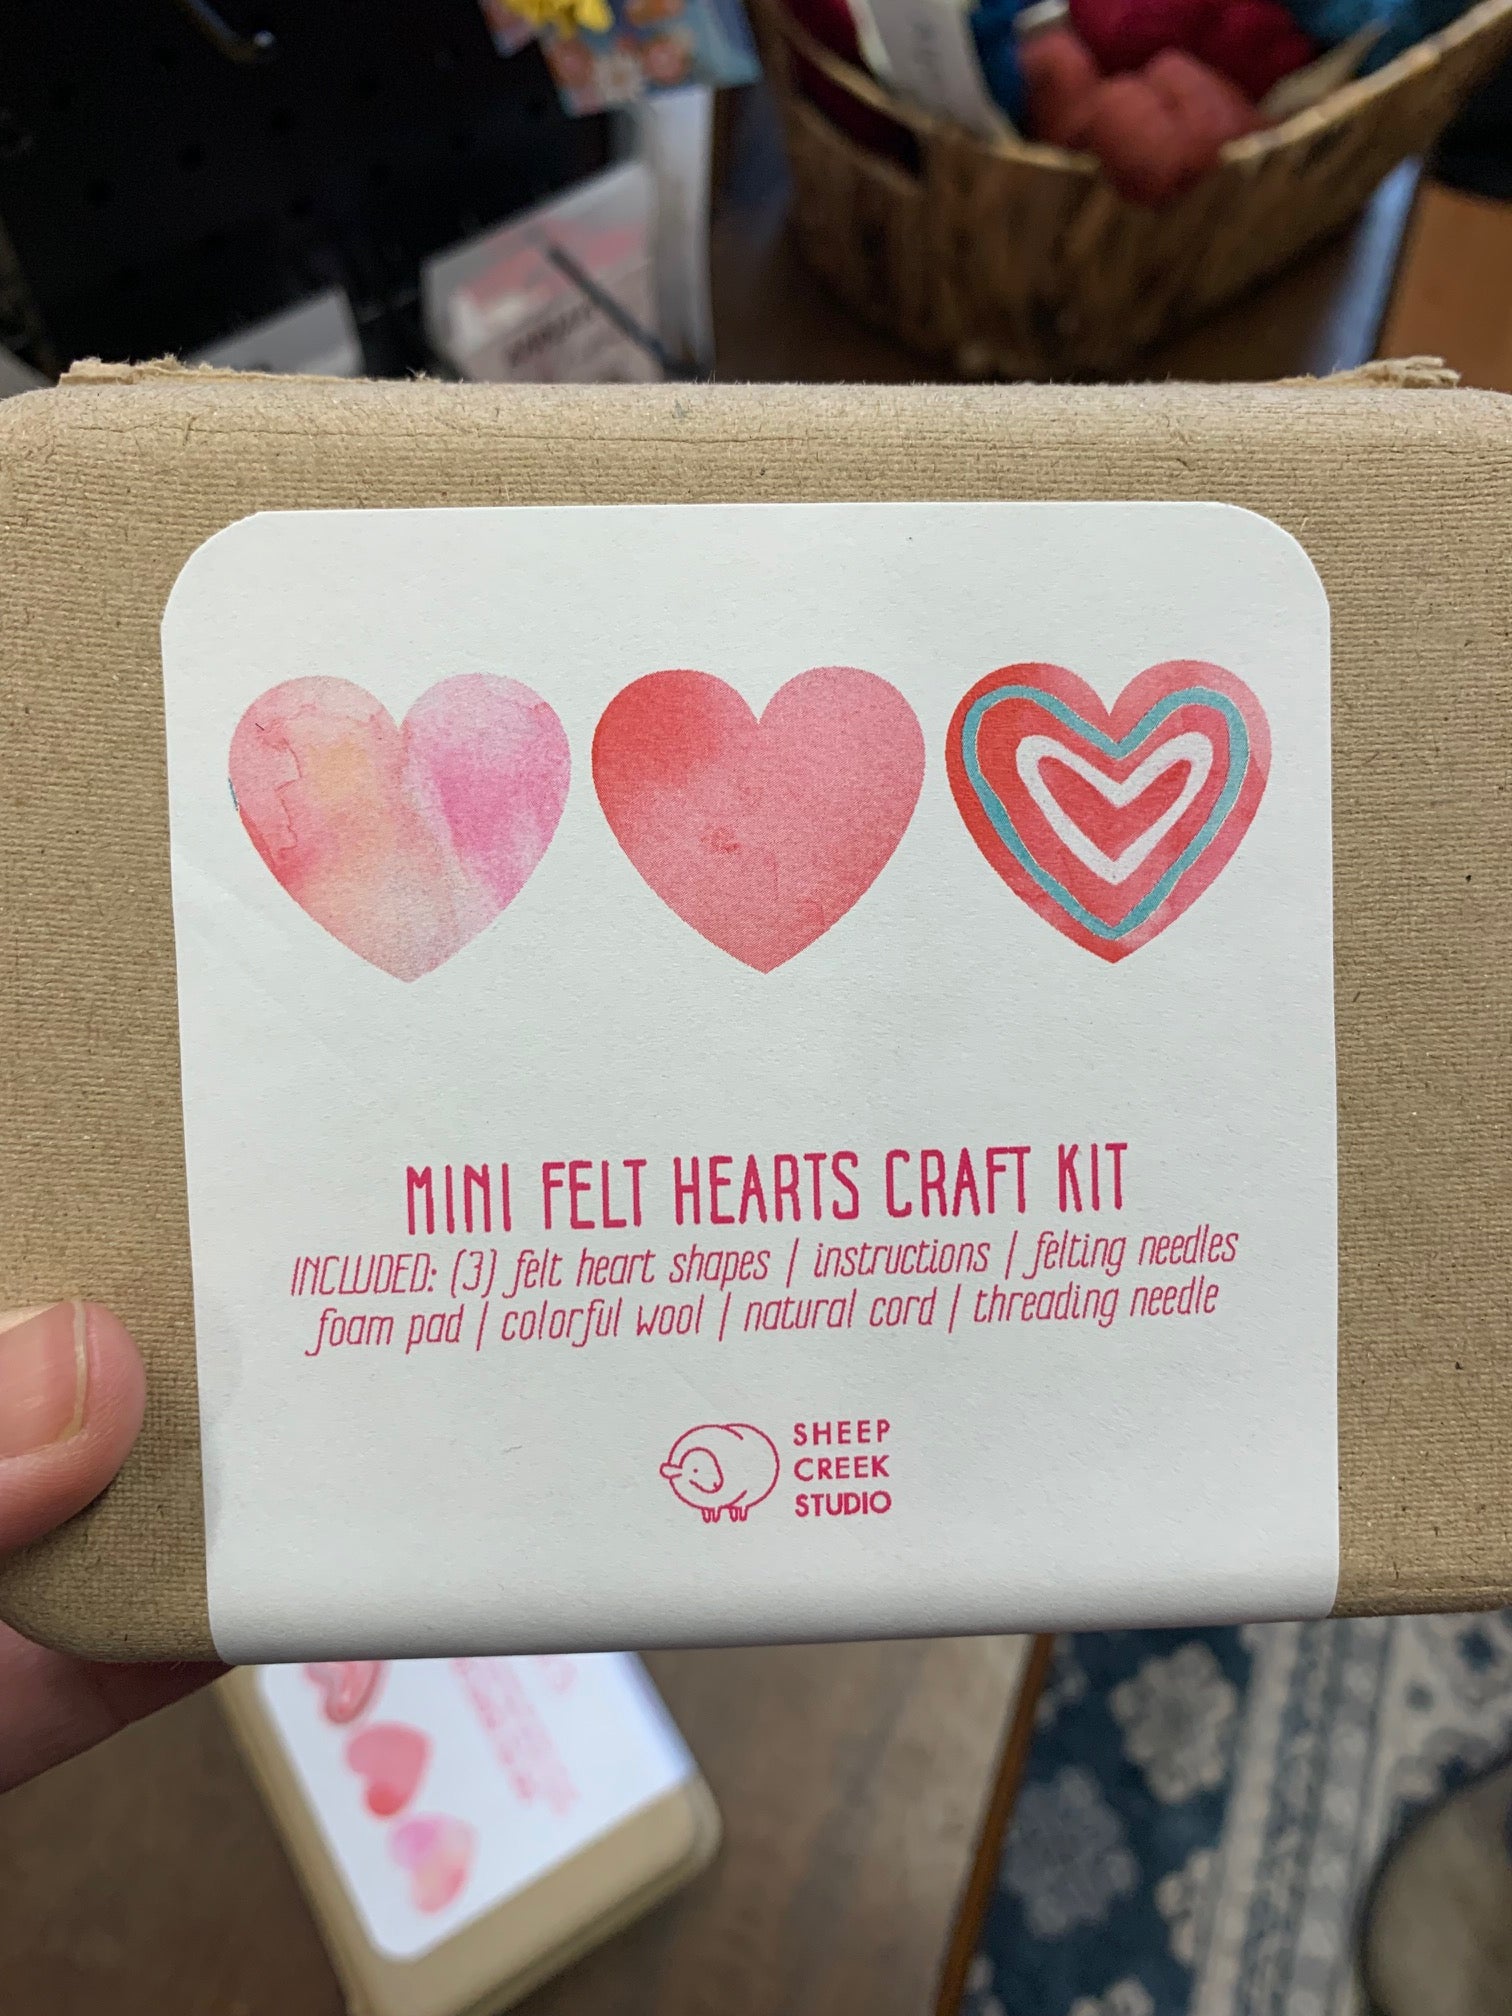 MINI FELT HEARTS CRAFT KIT
INCLUDED: (3) felt heart shapes | instructions | felting needles
foam pad | colorful wool | natural cord | threading needle
SHEEP
CREEK
STUDIO